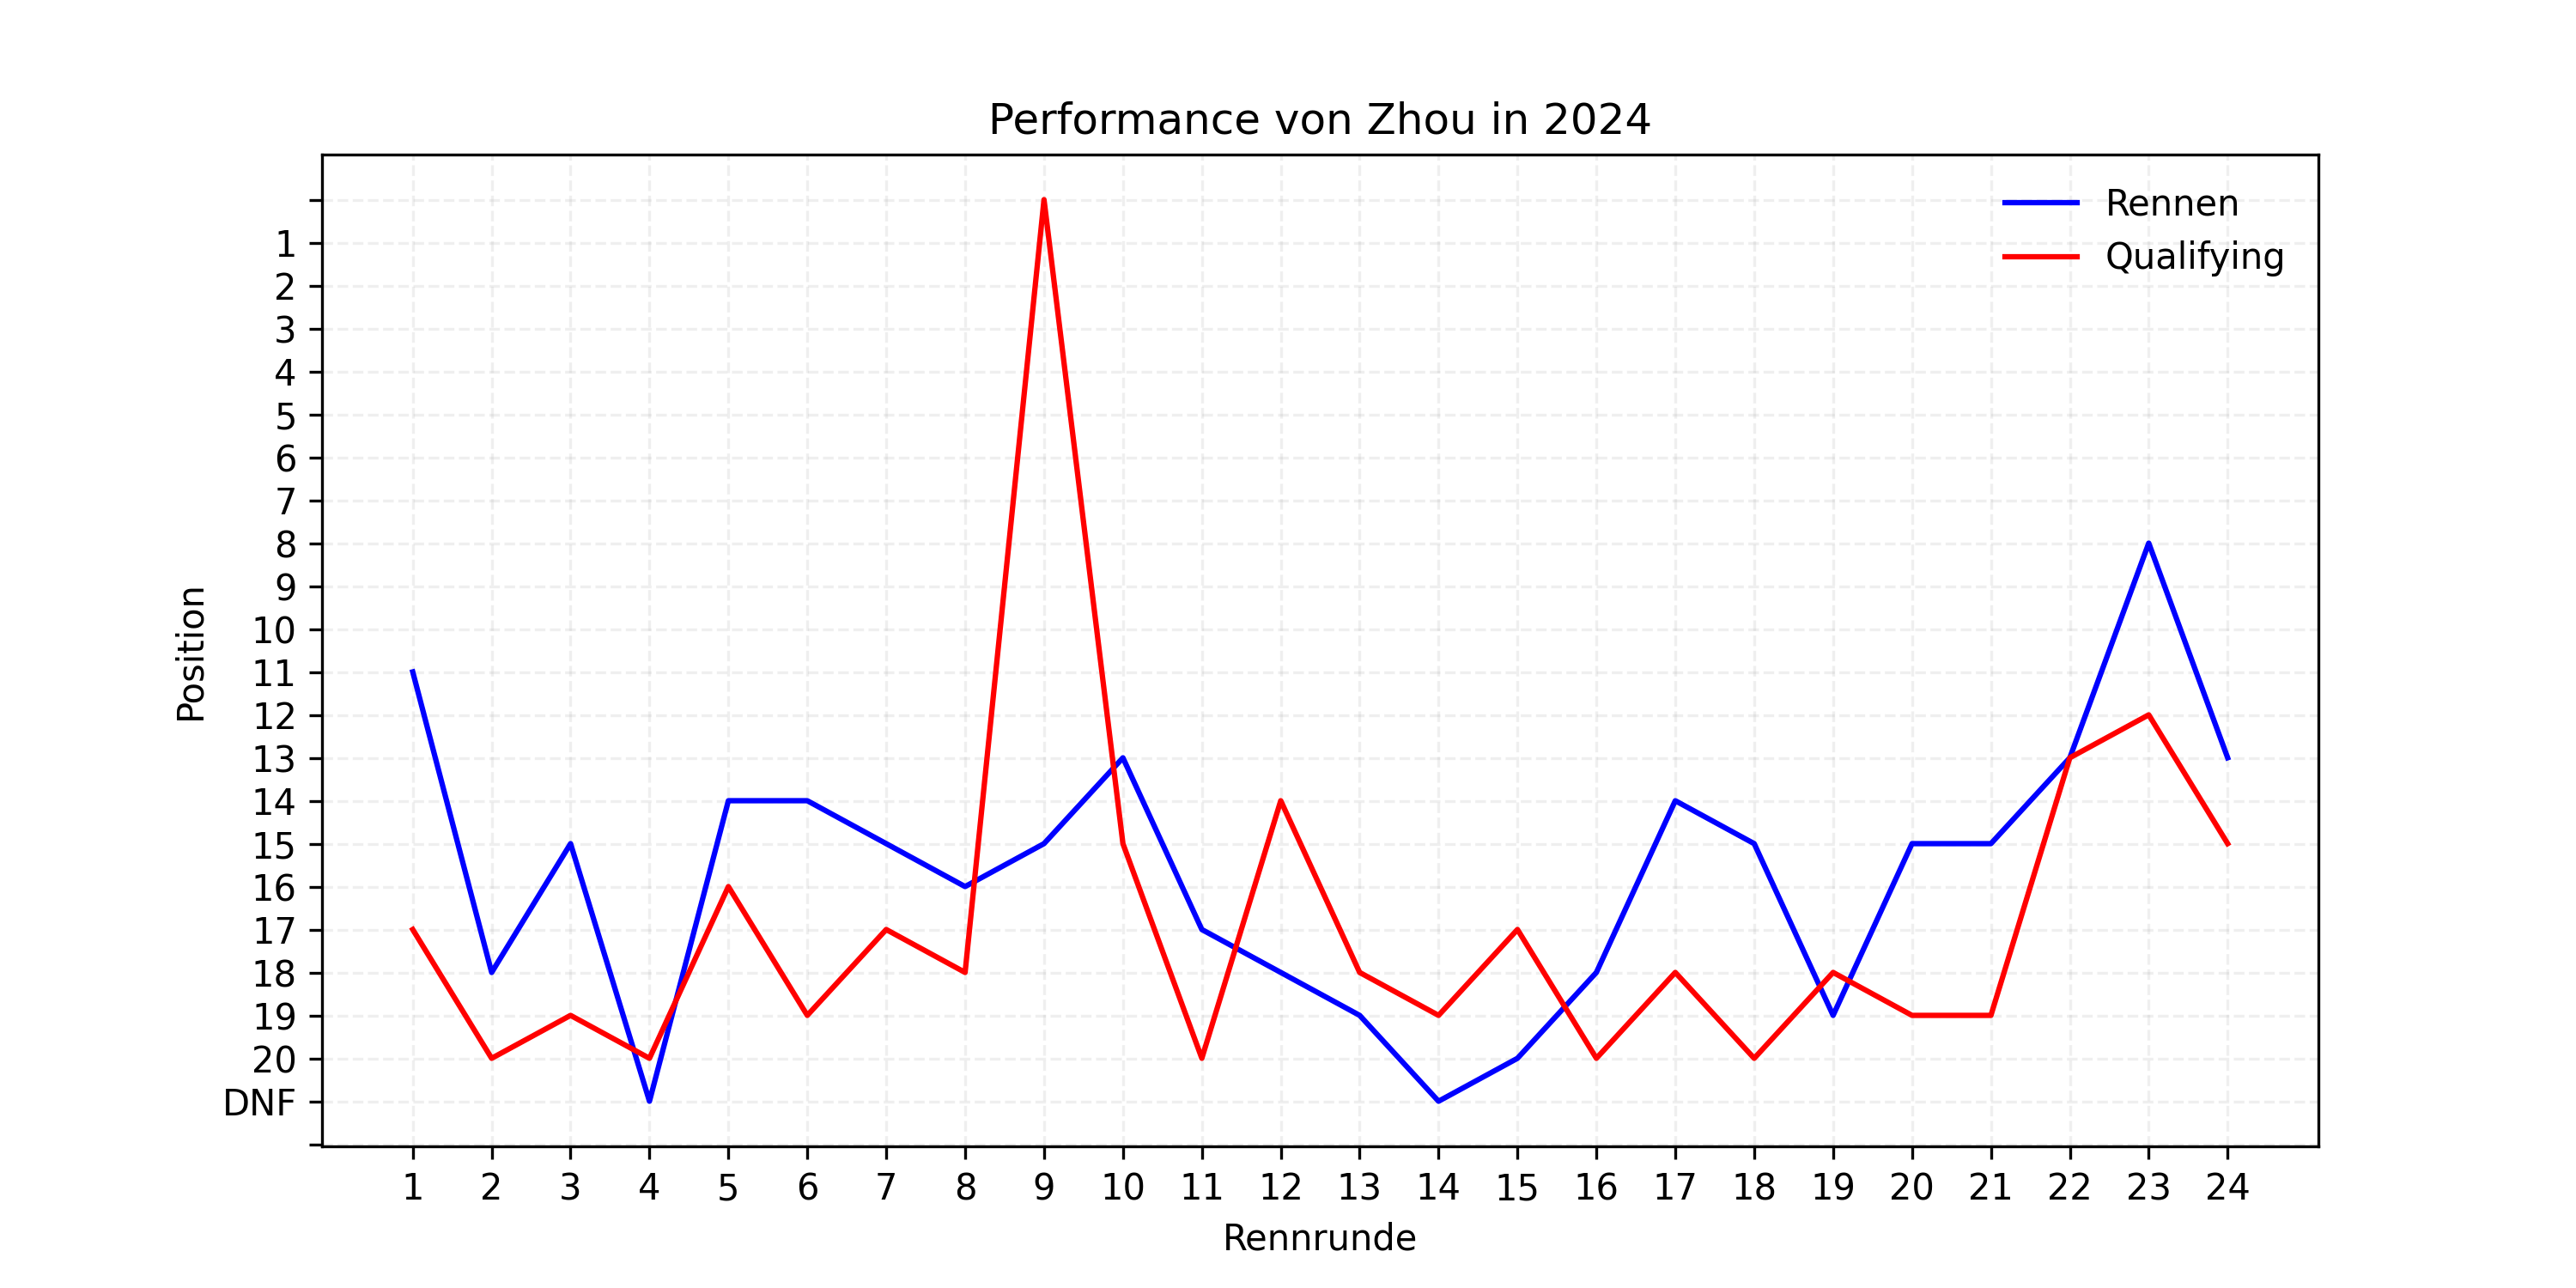 Performance von Zhou in 2024
Rennen
Qualifying
Position
1
2
3
4
5
6
7
8
9
10
11
12
13
14
15
16
17
18
19
20
DNF
1 2 3 4 5 6 7 8 9 10 11 12 13 14 15 16 17 18 19 20 21 22 23 24
Rennrunde